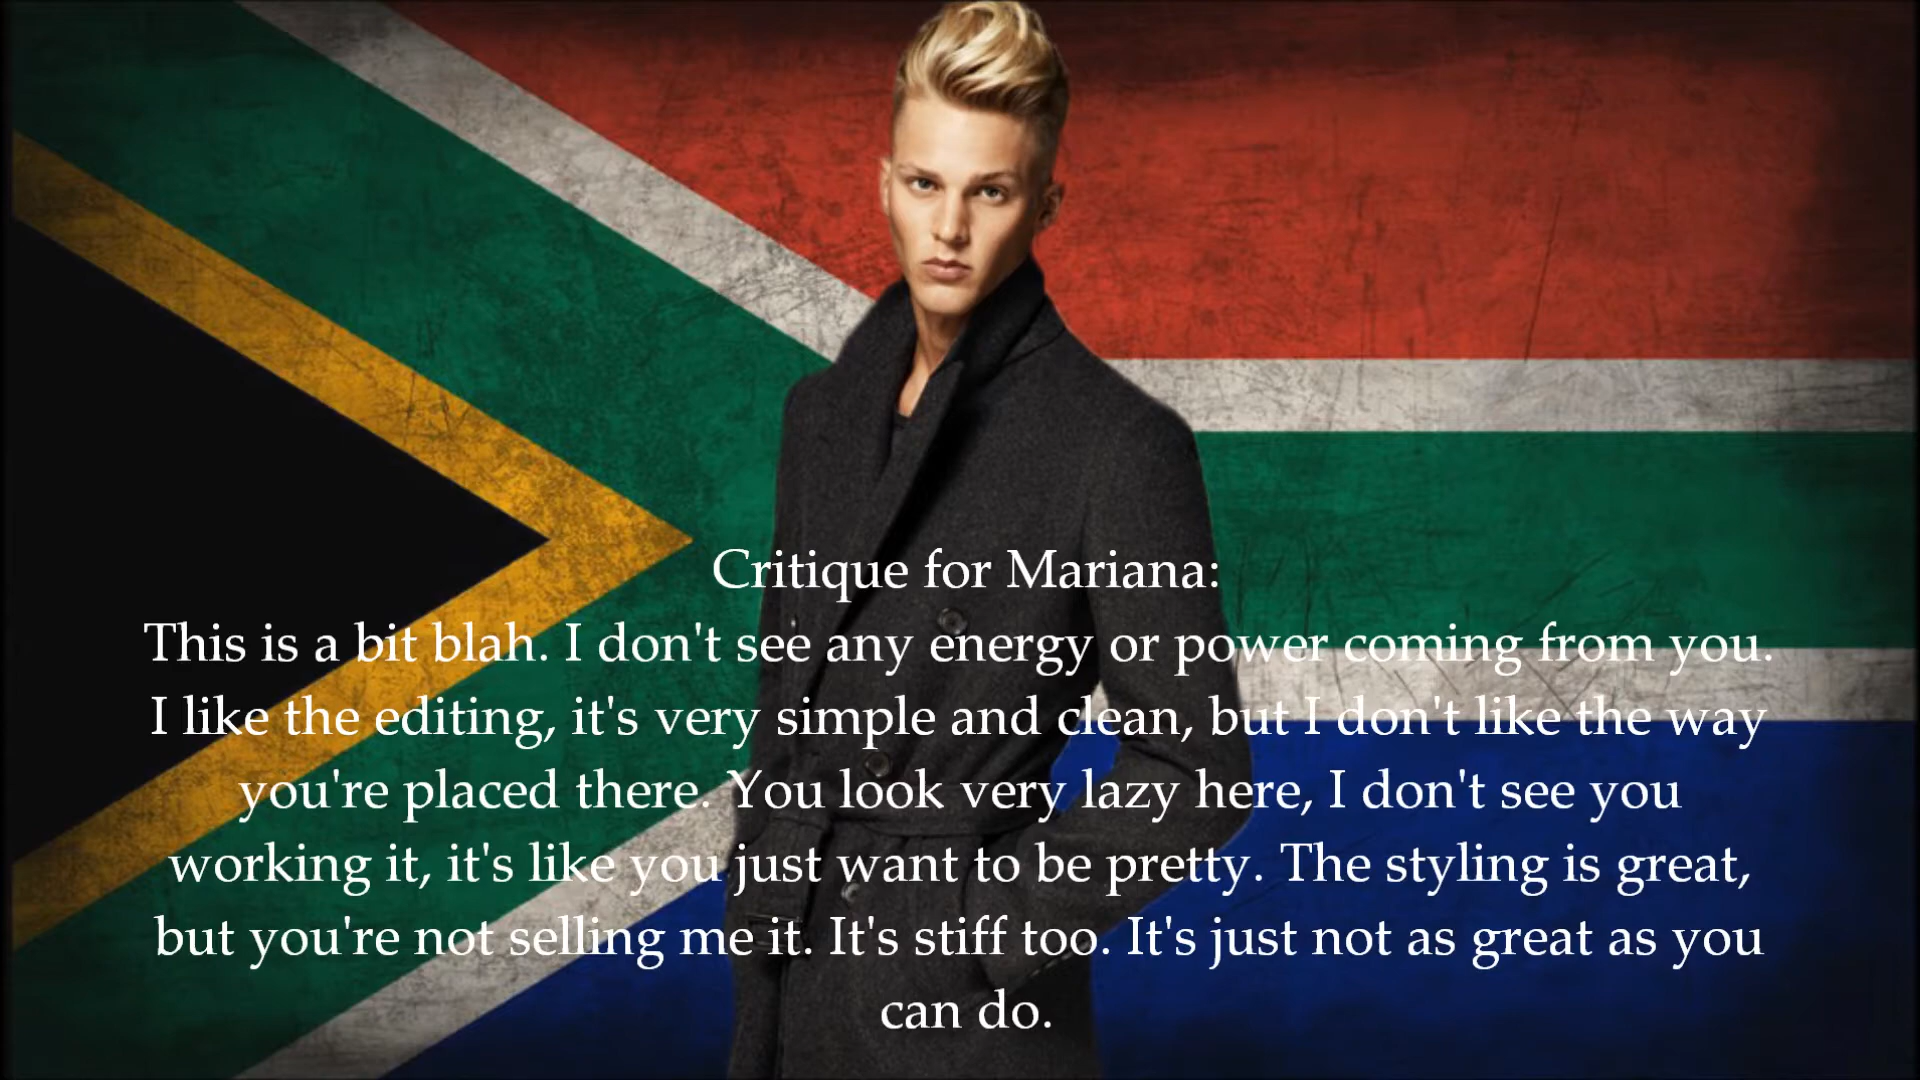 Critique for Mariana:
This is a bit blah. I don't see any energy or power coming from you.
I like the editing, it's very simple and clean, but I don't like the way
you're placed there. You look very lazy here, I don't see you
working it, it's like you just want to be pretty. The styling is great,
but you're not selling me it. It's stiff too. It's just not as great as you
can do.